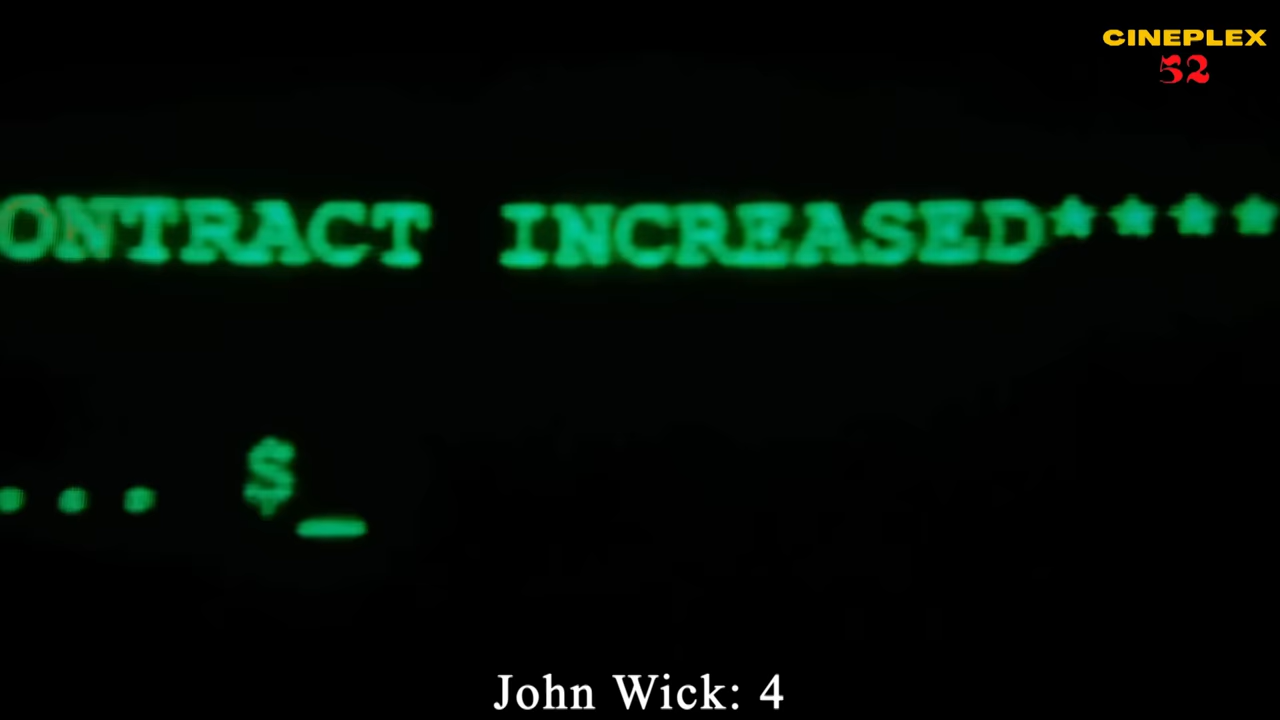 CINEPLEX
52
ONTRACT INCREASED****
... $_
John Wick: 4